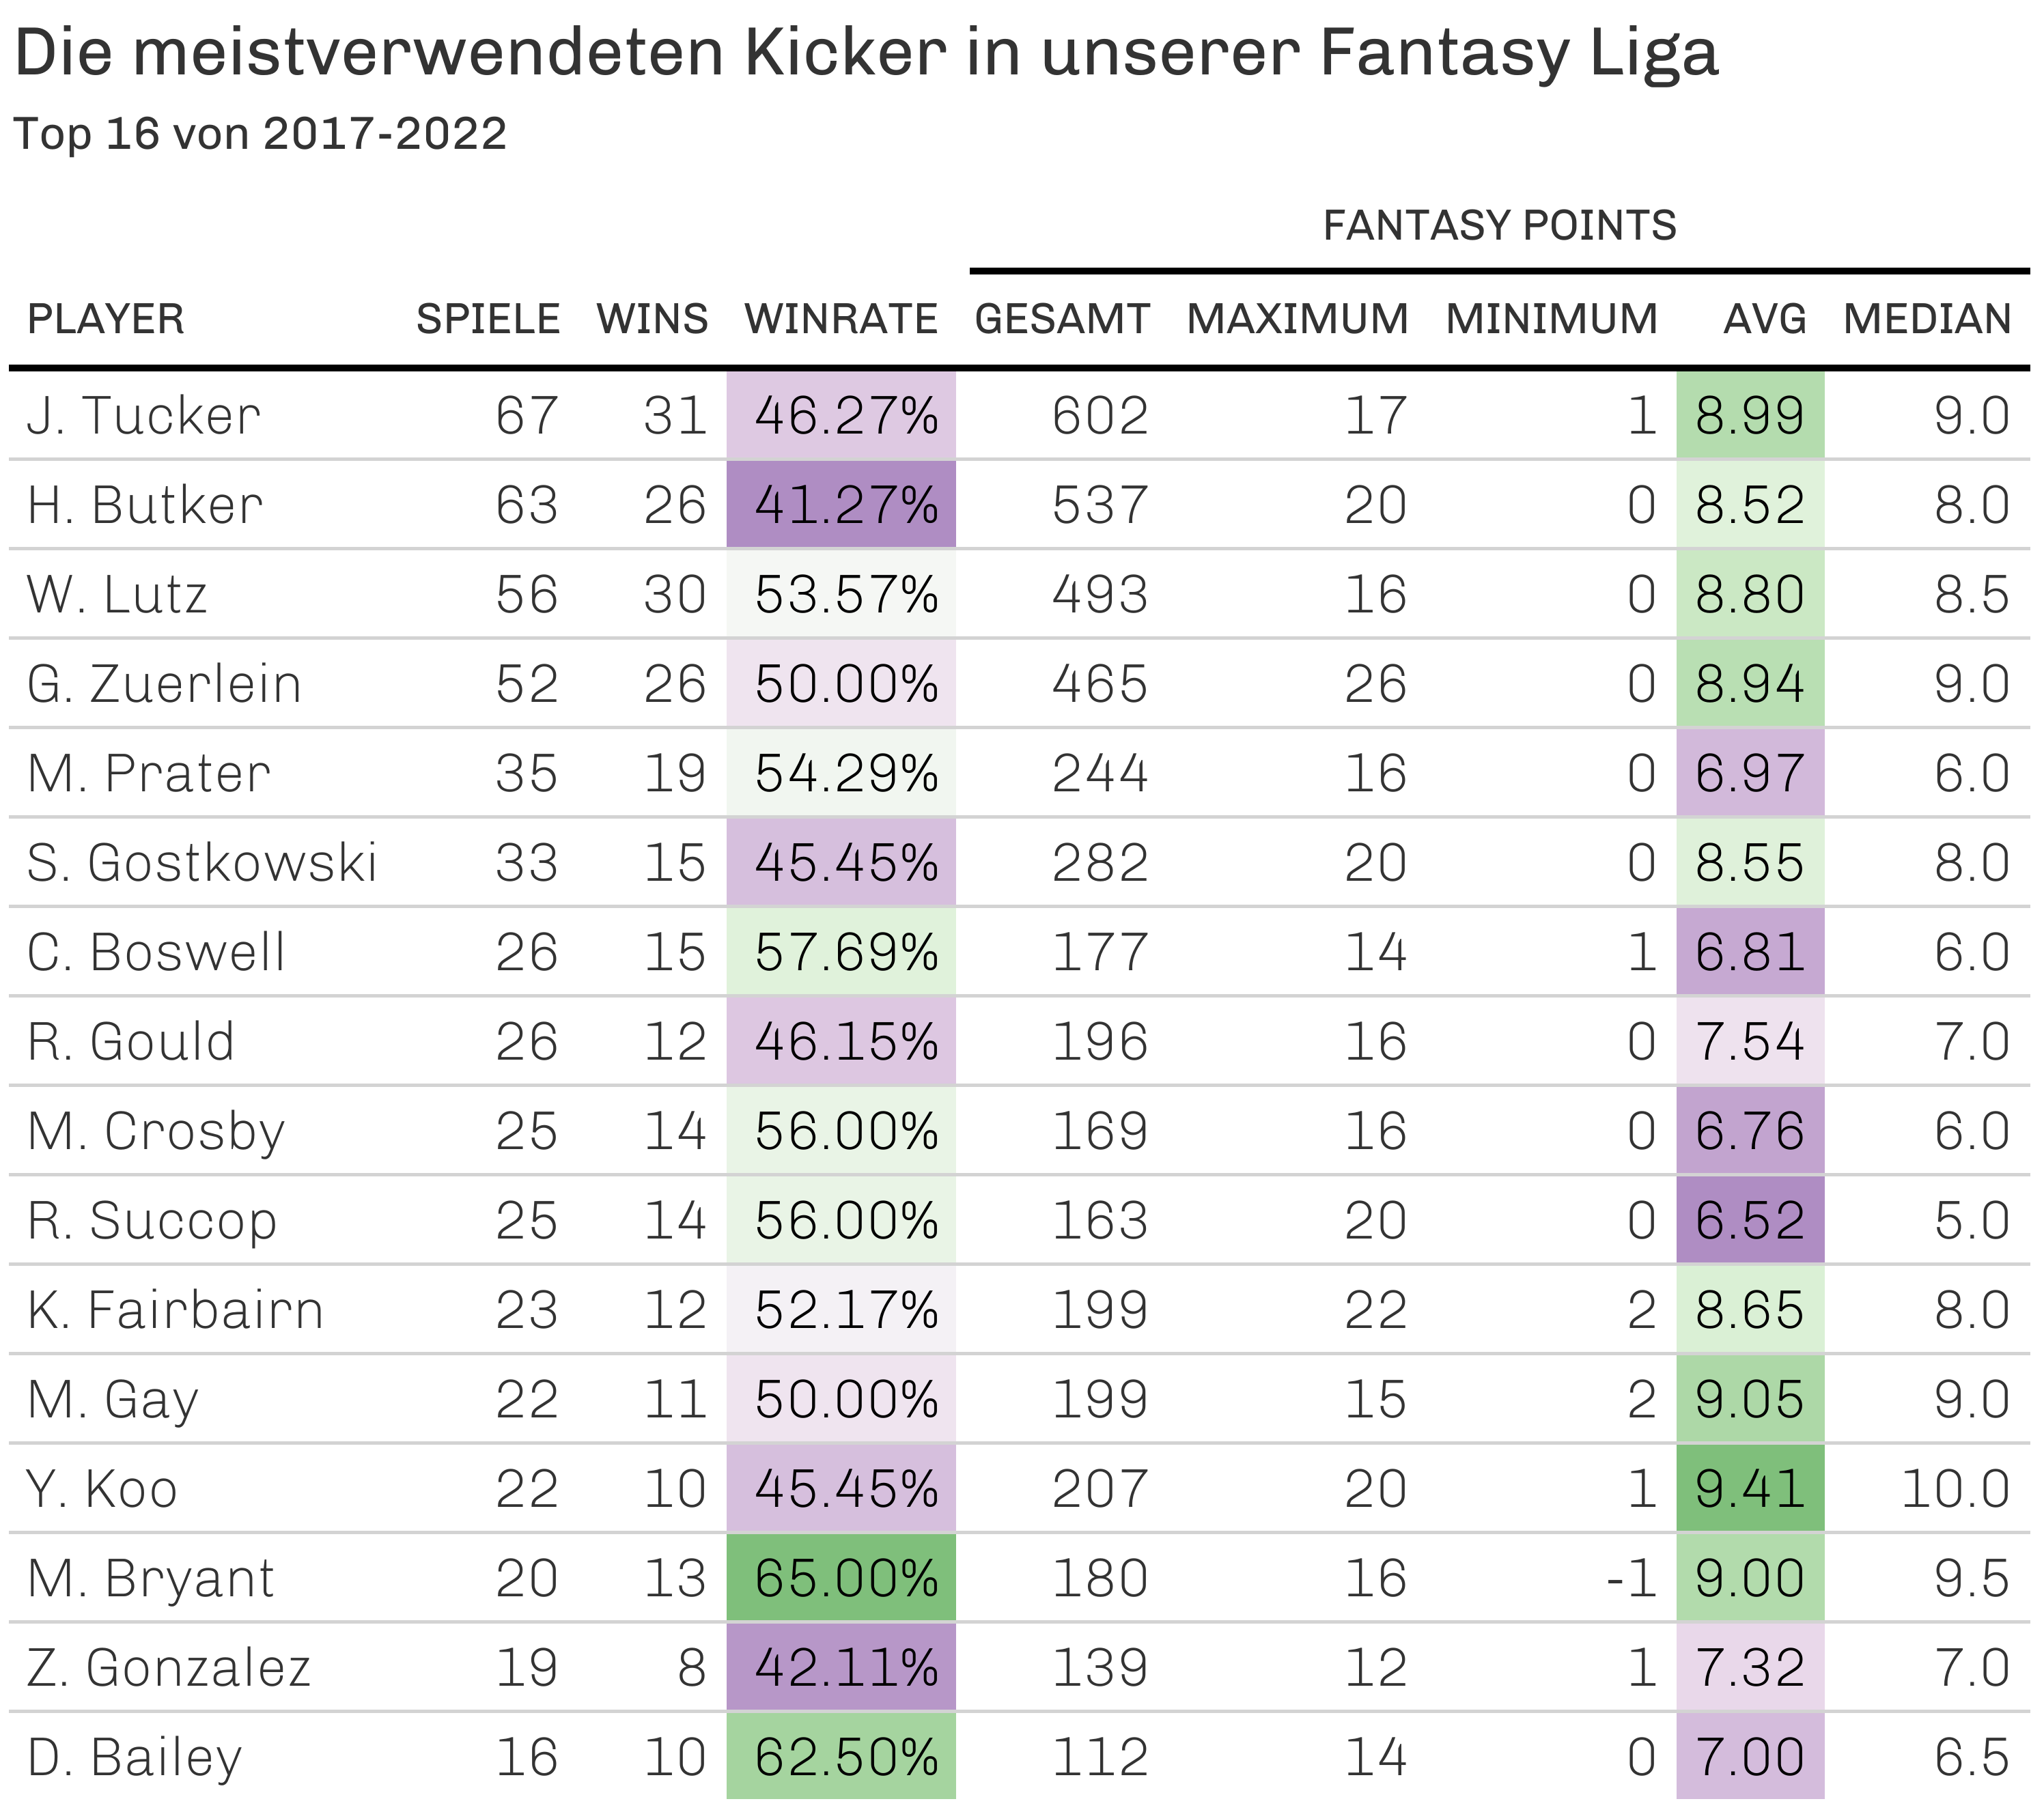 Die meistverwendeten Kicker in unserer Fantasy Liga
Top 16 von 2017-2022
FANTASY POINTS
PLAYER SPIELE WINS WINRATE GESAMT MAXIMUM MINIMUM AVG MEDIAN
J. Tucker 67 31 46.27% 602 17 1 8.99 9.0
H. Butker 63 26 41.27% 537 20 0 8.52 8.0
W. Lutz 56 30 53.57% 493 16 0 8.80 8.5
G. Zuerlein 52 26 50.00% 465 26 0 8.94 9.0
M. Prater 35 19 54.29% 244 16 0 6.97 6.0
S. Gostkowski 33 15 45.45% 282 20 0 8.55 8.0
C. Boswell 26 15 57.69% 177 14 1 6.81 6.0
R. Gould 26 12 46.15% 196 16 0 7.54 7.0
M. Crosby 25 14 56.00% 169 16 0 6.76 6.0
R. Succop 25 14 56.00% 163 20 0 6.52 5.0
K. Fairbairn 23 12 52.17% 199 22 2 8.65 8.0
M. Gay 22 11 50.00% 199 15 2 9.05 9.0
Y. Koo 22 10 45.45% 207 20 1 9.41 10.0
M. Bryant 20 13 65.00% 180 16 -1 9.00 9.5
Z. Gonzalez 19 8 42.11% 139 12 1 7.32 7.0
D. Bailey 16 10 62.50% 112 14 0 7.00 6.5